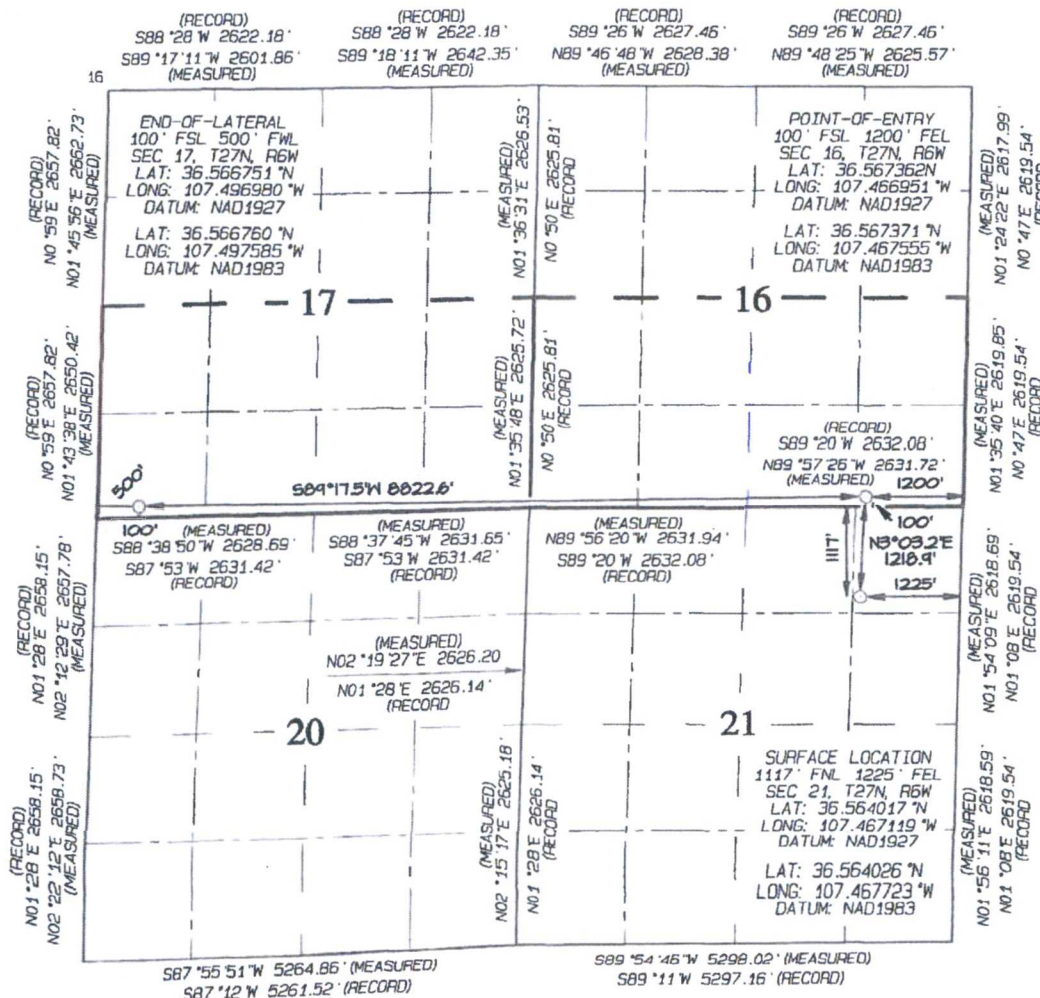 (RECORD)
S88 °28 'W 2622.18'
S89 °17'11 "W 2601.86'
(MEASURED)
(RECORD)
S88 °28 'W 2622.18'
S89 °18'11 "W 2642.35'
(MEASURED)
(RECORD)
S89 °26 'W 2627.46'
N89 °46'48 "W 2628.38'
(MEASURED)
(RECORD)
S89 °26 'W 2627.46'
N89 °48'25 "W 2625.57'
(MEASURED)
16
END-OF-LATERAL
100' FSL 500' FWL
SEC 17, T27N, R6W
LAT: 36.566751 °N
LONG: 107.496980 °W
DATUM: NAD1927
LAT: 36.566760 °N
LONG: 107.497585 °W
DATUM: NAD1983
POINT-OF-ENTRY
100' FSL 1200' FEL
SEC 16, T27N, R6W
LAT: 36.567362N
LONG: 107.466951 °W
DATUM: NAD1927
LAT: 36.567371 °N
LONG: 107.467555 °W
DATUM: NAD1983
(RECORD)
N0 °59 'E 2657.82'
N01 °45'56 "E 2662.73'
(MEASURED)
(MEASURED)
N01 °36'31 "E 2626.53'
N0 °50 'E 2625.81'
(RECORD
(MEASURED)
N01 °24'22 "E 2617.99'
N0 °47'E 2619.54'
(RECORD
17
16
(RECORD)
N0 °59 'E 2657.82'
N01 °43'38 "E 2650.42'
(MEASURED)
(MEASURED)
N01 °35'48 "E 2625.72'
N0 °50 'E 2625.81'
(RECORD
(MEASURED)
N01 °35'40 "E 2619.85'
N0 °47'E 2619.54'
(RECORD
(RECORD)
S89 °20 'W 2632.08'
N89 °57'26 "W 2631.72'
(MEASURED)
500'
S89°17.5'W 8822.6'
1200'
100'
100'
N3°03.2'E
1218.9'
1117'
1225'
(MEASURED)
S88 °38'50 "W 2628.69'
S87 °53 'W 2631.42'
(RECORD)
(MEASURED)
S88 °37'45 "W 2631.65'
S87 °53 'W 2631.42'
(RECORD)
(MEASURED)
N89 °56'20 "W 2631.94'
S89 °20 'W 2632.08'
(RECORD)
(RECORD)
N01 °28 'E 2658.15'
N02 °12'29 "E 2657.78'
(MEASURED)
(MEASURED)
N02 °19'27 "E 2626.20
N01 °28 'E 2626.14'
(RECORD
(MEASURED)
N01 °54'09 "E 2618.69'
N01 °08 'E 2619.54'
(RECORD
20
21
(RECORD)
N01 °28 'E 2658.15'
N02 °22'12 "E 2658.73'
(MEASURED)
(MEASURED)
N02 °15'17 "E 2625.18'
N01 °28 'E 2626.14'
(RECORD
SURFACE LOCATION
1117' FNL 1225' FEL
SEC 21, T27N, R6W
LAT: 36.564017 °N
LONG: 107.467119 °W
DATUM: NAD1927
LAT: 36.564026 °N
LONG: 107.467723 °W
DATUM: NAD1983
(MEASURED)
N01 °56'11 "E 2618.59'
N01 °08'E 2619.54'
(RECORD
S87 °55'51 "W 5264.86' (MEASURED)
S87 °12 'W 5261.52' (RECORD)
S89 °54'46 "W 5298.02' (MEASURED)
S89 °11 'W 5297.16' (RECORD)